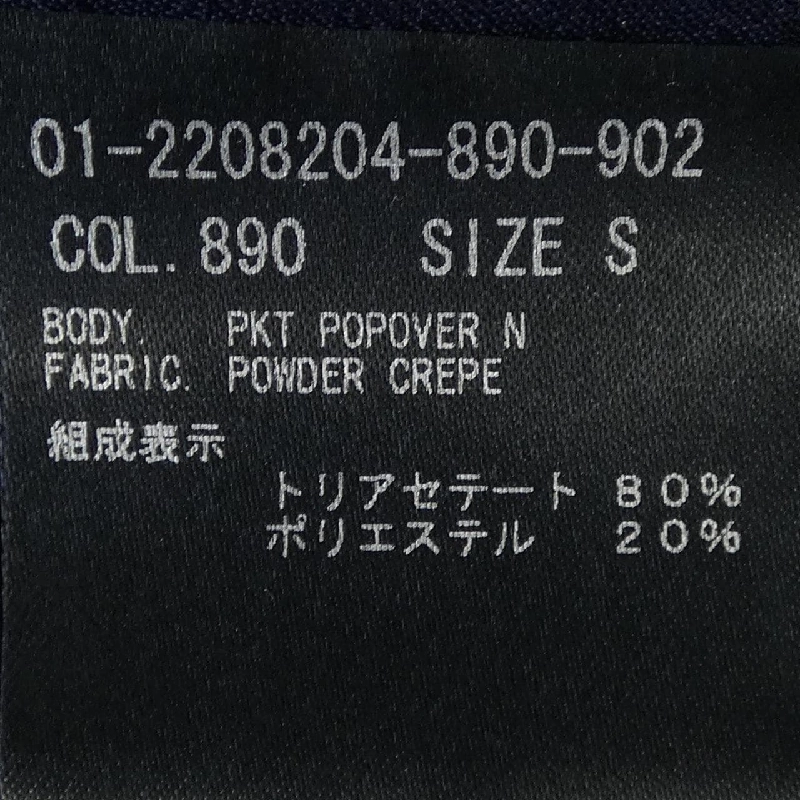 01-2208204-890-902
COL. 890 SIZE S
BODY. PKT POPOVER N
FABRIC. POWDER CREPE
組成表示
トリアセテート 80%
ポリエステル 20%